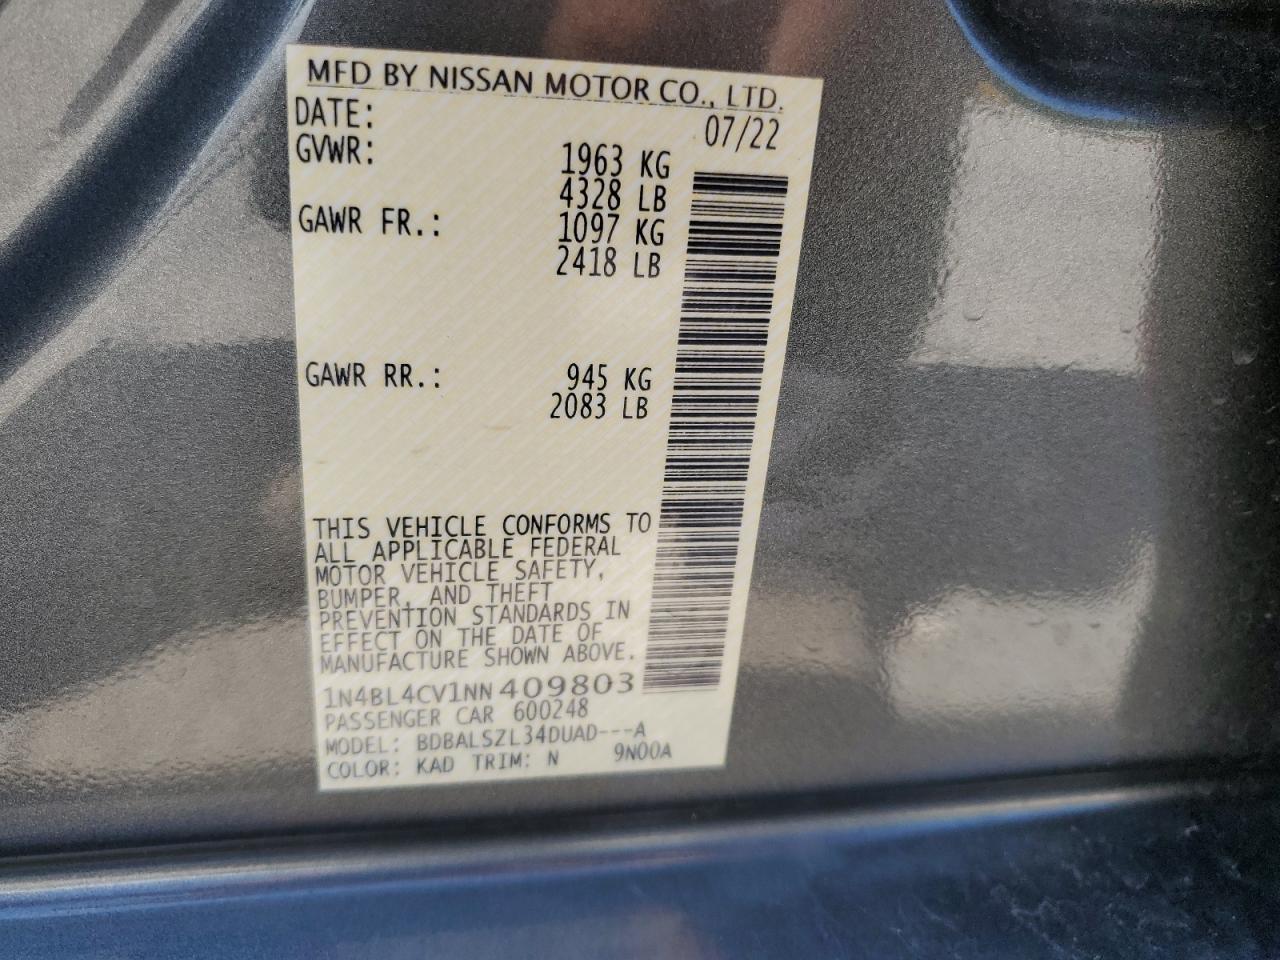 MFD BY NISSAN MOTOR CO., LTD.
DATE: 07/22
GVWR: 1963 KG
4328 LB
GAWR FR.: 1097 KG
2418 LB
GAWR RR.: 945 KG
2083 LB
THIS VEHICLE CONFORMS TO
ALL APPLICABLE FEDERAL
MOTOR VEHICLE SAFETY,
BUMPER, AND THEFT
PREVENTION STANDARDS IN
EFFECT ON THE DATE OF
MANUFACTURE SHOWN ABOVE.
1N4BL4CV1NN409803
PASSENGER CAR 600248
MODEL: BDBALSZL34DUAD---A
COLOR: KAD TRIM: N 9N00A